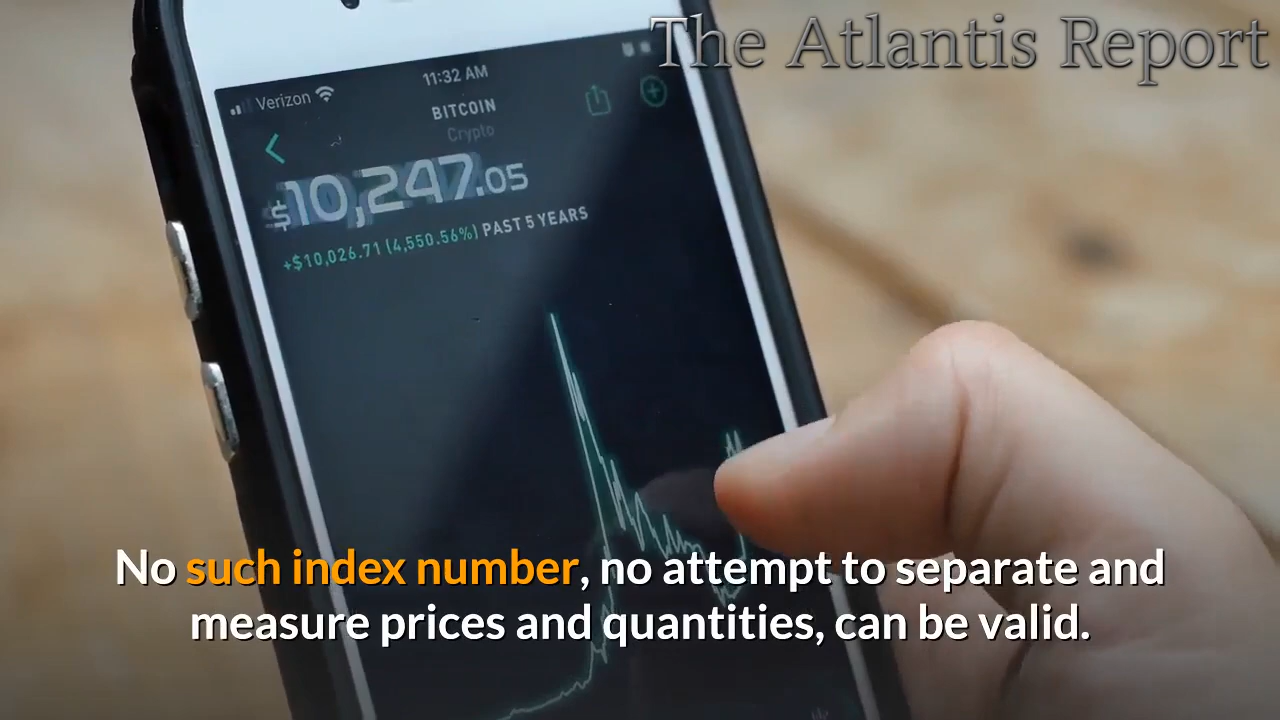 The Atlantis Report
11:32 AM
Verizon
BITCOIN
Crypto
$10,247.05
+$10,026.71 (4,550.56%) PAST 5 YEARS
No such index number, no attempt to separate and
measure prices and quantities, can be valid.